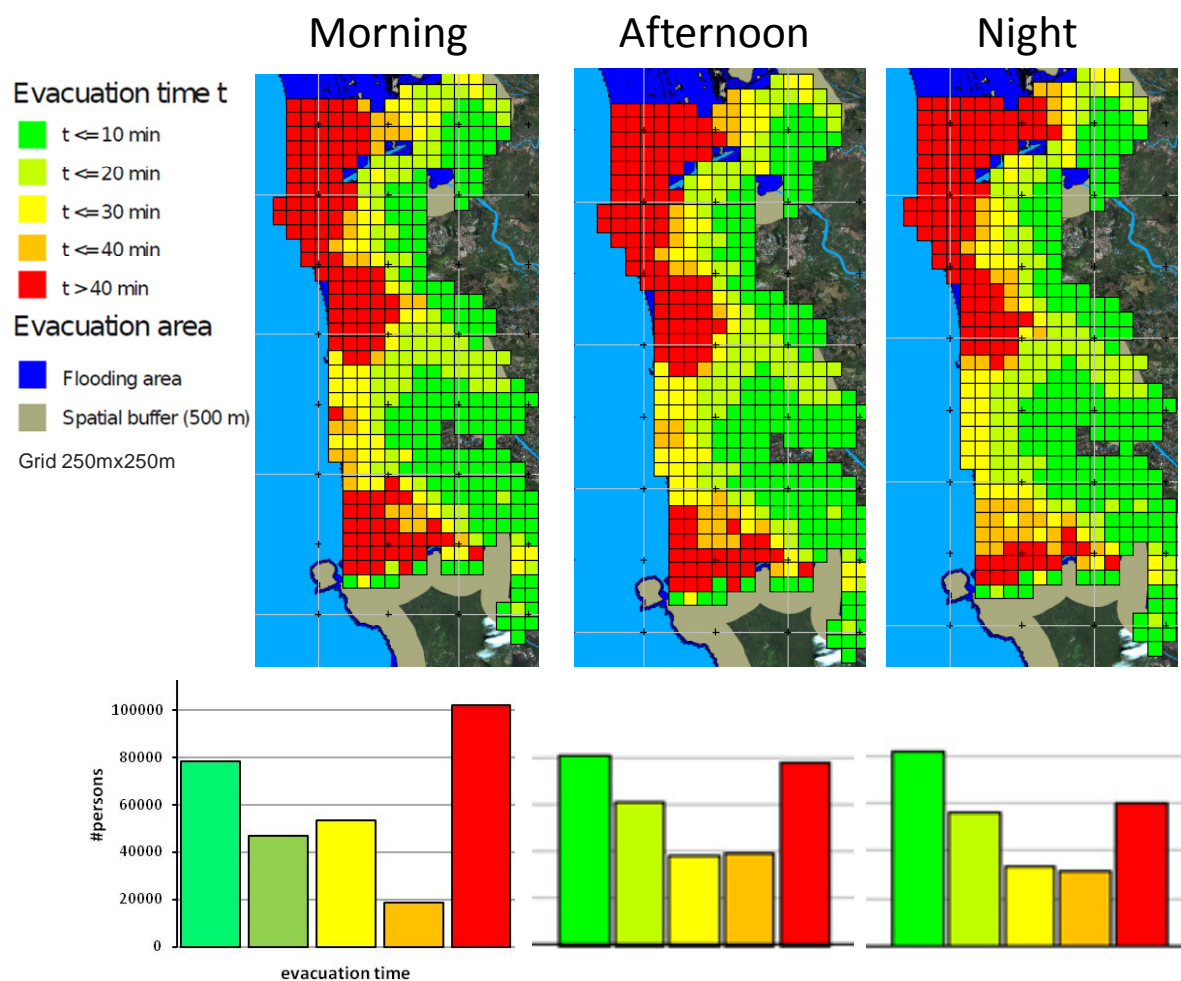 Morning
Afternoon
Night
Evacuation time t
t <= 10 min
t <= 20 min
t <= 30 min
t <= 40 min
t > 40 min
Evacuation area
Flooding area
Spatial buffer (500 m)
Grid 250mx250m
100000
80000
60000
40000
20000
0
#persons
evacuation time